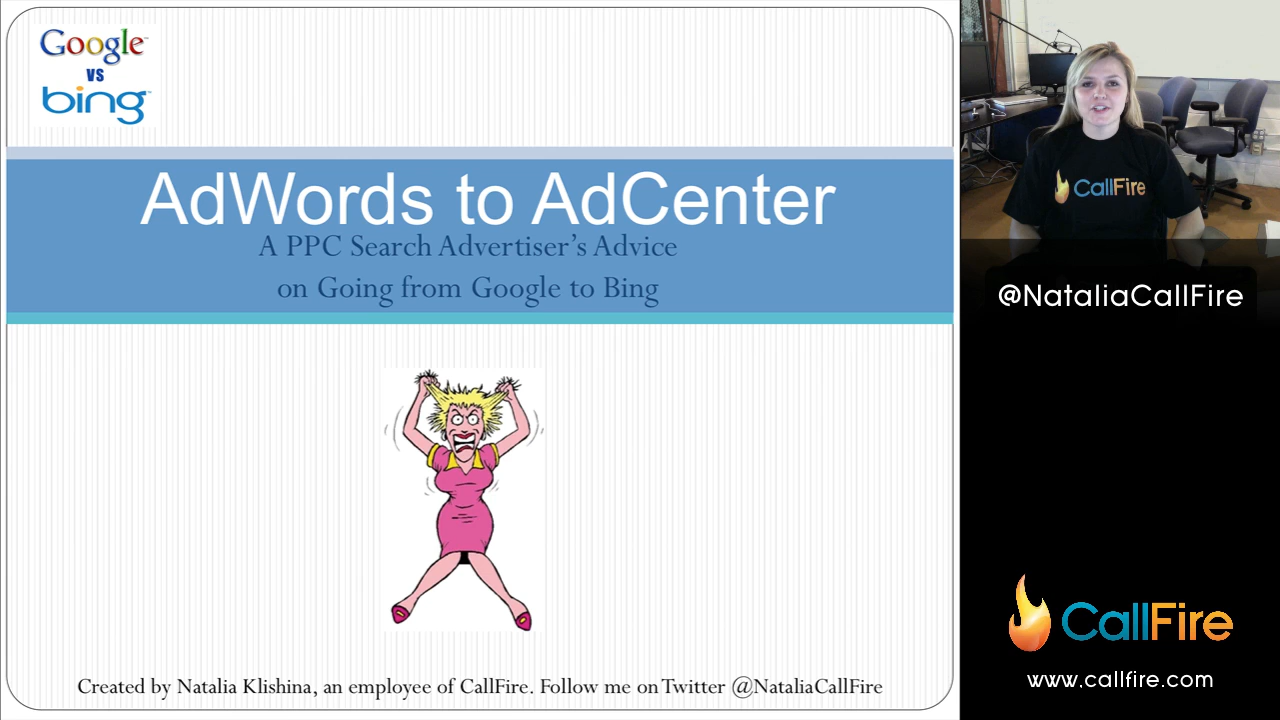 Google
vs
bing
AdWords to AdCenter
A PPC Search Advertiser's Advice
on Going from Google to Bing
Created by Natalia Klishina, an employee of CallFire. Follow me on Twitter @NataliaCallFire
CallFire
@NataliaCallFire
CallFire
www.callfire.com